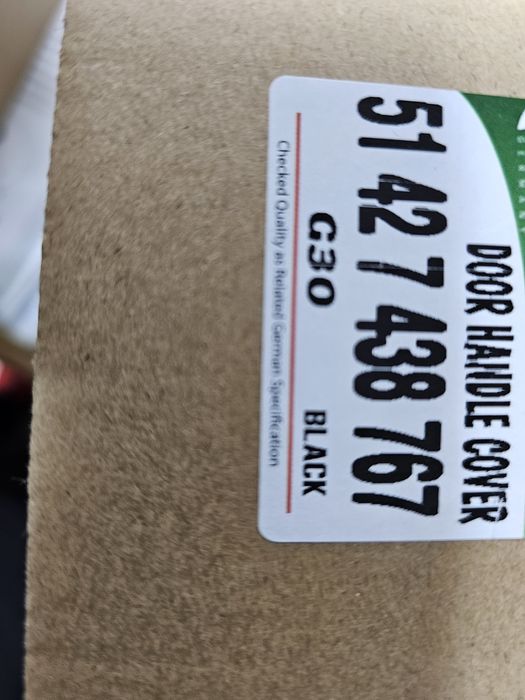 DOOR HANDLE COVER
51 42 7 438 767
G30 BLACK
Checked Quality as Related German Specification